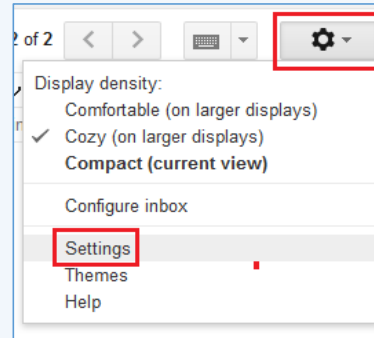 2 of 2
Display density:
Comfortable (on larger displays)
Cozy (on larger displays)
Compact (current view)
Configure inbox
Settings
Themes
Help